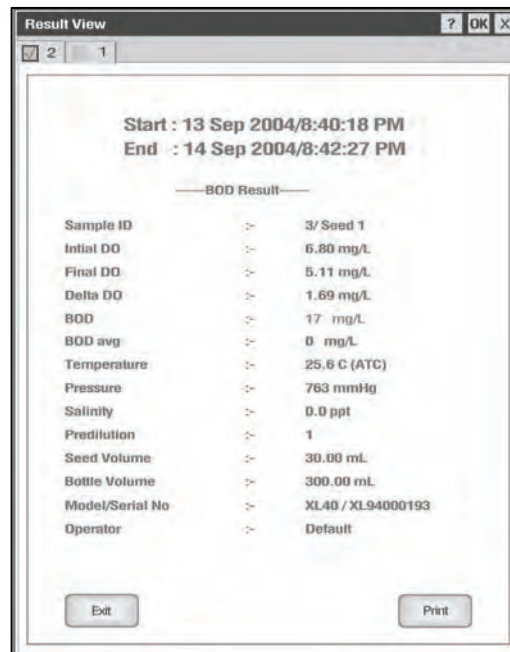 Result View ? OK X
2 1
Start : 13 Sep 2004/8:40:18 PM
End : 14 Sep 2004/8:42:27 PM
-----BOD Result-----
Sample ID :- 3/ Seed 1
Intial DO :- 6.80 mg/L
Final DO :- 5.11 mg/L
Delta DO :- 1.69 mg/L
BOD :- 17 mg/L
BOD avg :- 0 mg/L
Temperature :- 25.6 C (ATC)
Pressure :- 763 mmHg
Salinity :- 0.0 ppt
Predilution :- 1
Seed Volume :- 30.00 mL
Bottle Volume :- 300.00 mL
Model/Serial No :- XL40 / XL94000193
Operator :- Default
Exit Print